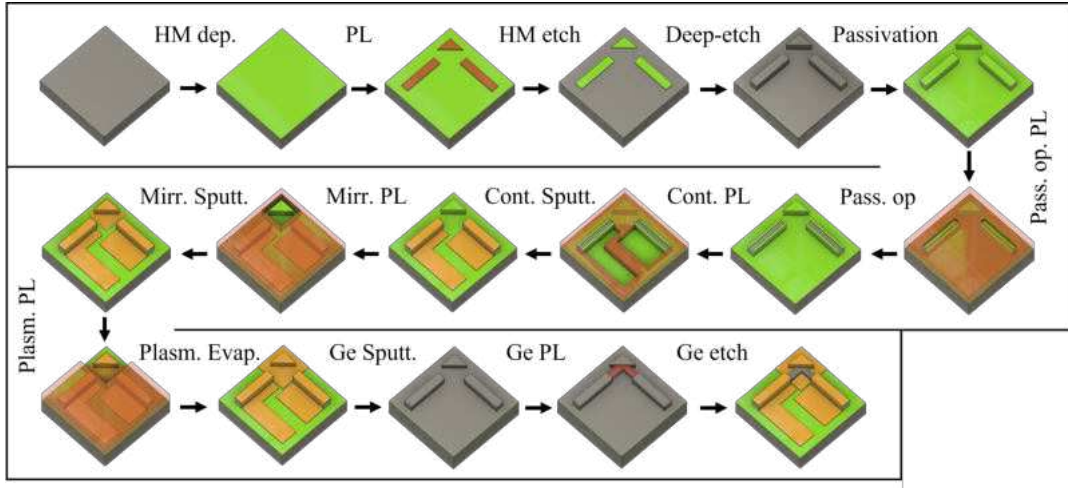 HM dep.
PL
HM etch
Deep-etch
Passivation
Pass. op. PL
Pass. op
Cont. PL
Cont. Sputt.
Mirr. PL
Mirr. Sputt.
Plasm. PL
Plasm. Evap.
Ge Sputt.
Ge PL
Ge etch